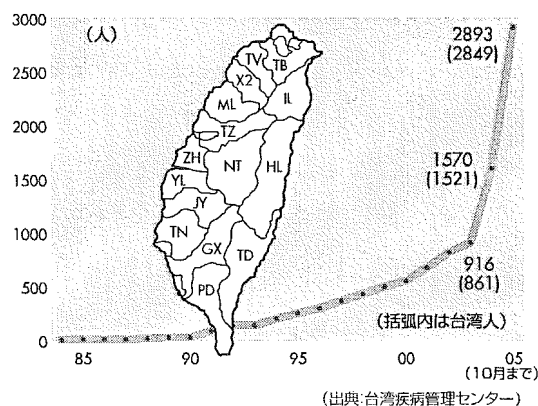 (人)
3000
2500
2000
1500
1000
500
0
85
90
95
00
05
(10月まで)
2893
(2849)
1570
(1521)
916
(861)
(括弧内は台湾人)
TV
TB
X2
ML
IL
TZ
ZH
NT
HL
YL
JY
TN
GX
TD
PD
(出典:台湾疾病管理センター)